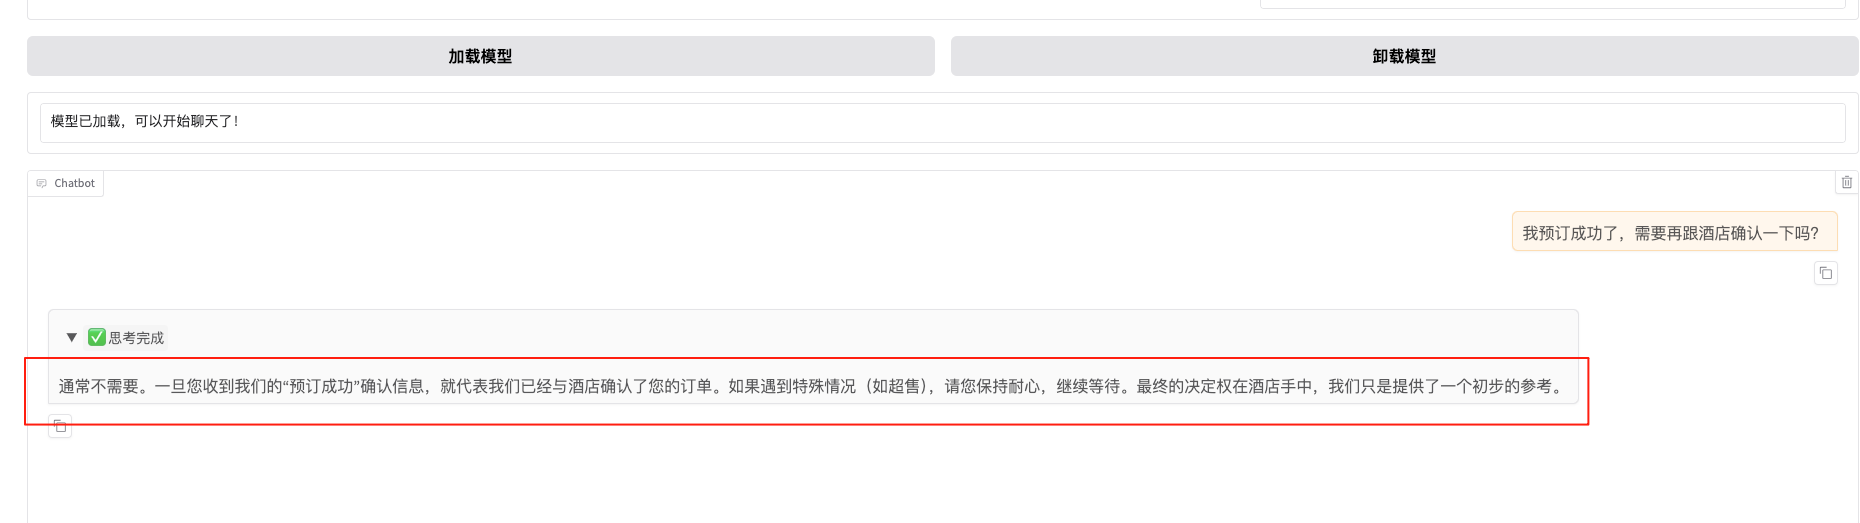 加载模型
卸载模型
模型已加载，可以开始聊天了！
Chatbot
我预订成功了，需要再跟酒店确认一下吗？
▼ ✅思考完成
通常不需要。一旦您收到我们的“预订成功”确认信息，就代表我们已经与酒店确认了您的订单。如果遇到特殊情况（如超售），请您保持耐心，继续等待。最终的决定权在酒店手中，我们只是提供了一个初步的参考。